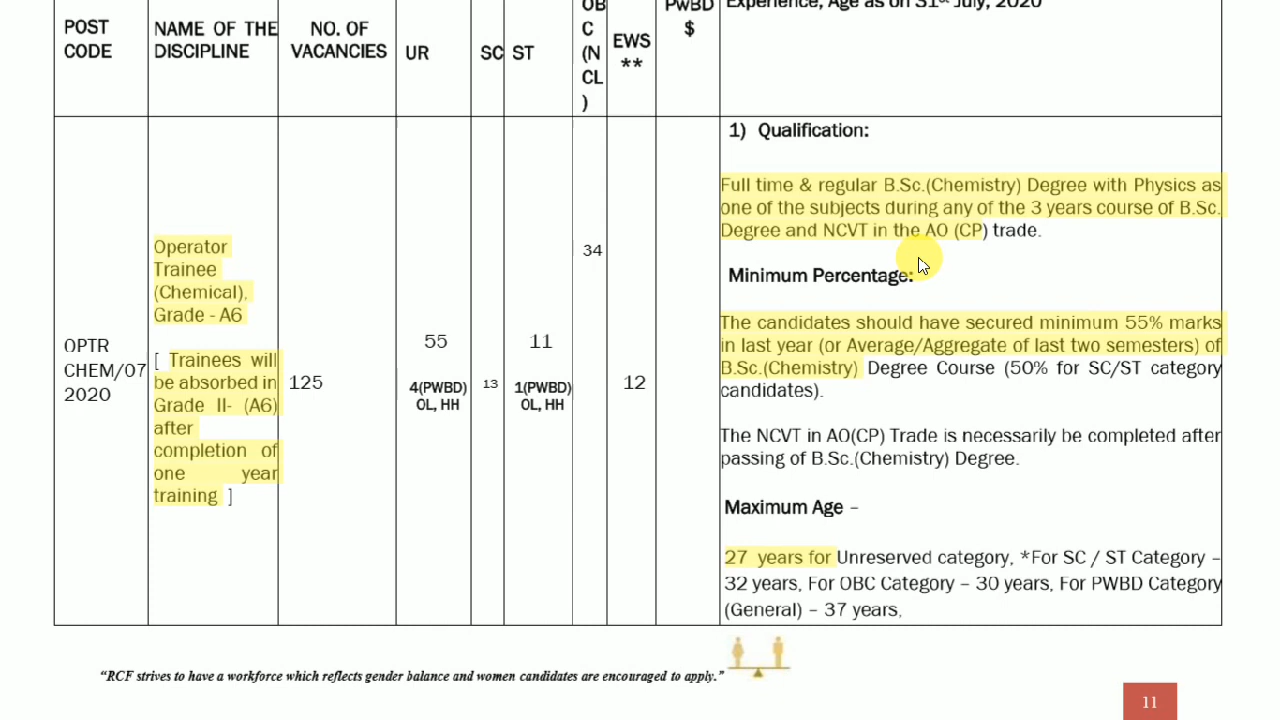 POST CODE
NAME OF THE DISCIPLINE
NO. OF VACANCIES
UR
SC
ST
OB
C
(N
CL
)
EWS
**
PwBD
$
Experience, Age as on 31st July, 2020
OPTR
CHEM/07
2020
Operator
Trainee
(Chemical),
Grade - A6
[ Trainees will
be absorbed in
Grade II- (A6)
after
completion of
one year
training ]
125
55
4(PWBD)
OL, HH
13
11
1(PWBD)
OL, HH
34
12
1) Qualification:
Full time & regular B.Sc.(Chemistry) Degree with Physics as
one of the subjects during any of the 3 years course of B.Sc.
Degree and NCVT in the AO (CP) trade.
Minimum Percentage:
The candidates should have secured minimum 55% marks
in last year (or Average/Aggregate of last two semesters) of
B.Sc.(Chemistry) Degree Course (50% for SC/ST category
candidates).
The NCVT in AO(CP) Trade is necessarily be completed after
passing of B.Sc.(Chemistry) Degree.
Maximum Age –
27 years for Unreserved category, *For SC / ST Category –
32 years, For OBC Category – 30 years, For PWBD Category
(General) – 37 years,
“RCF strives to have a workforce which reflects gender balance and women candidates are encouraged to apply.”
11